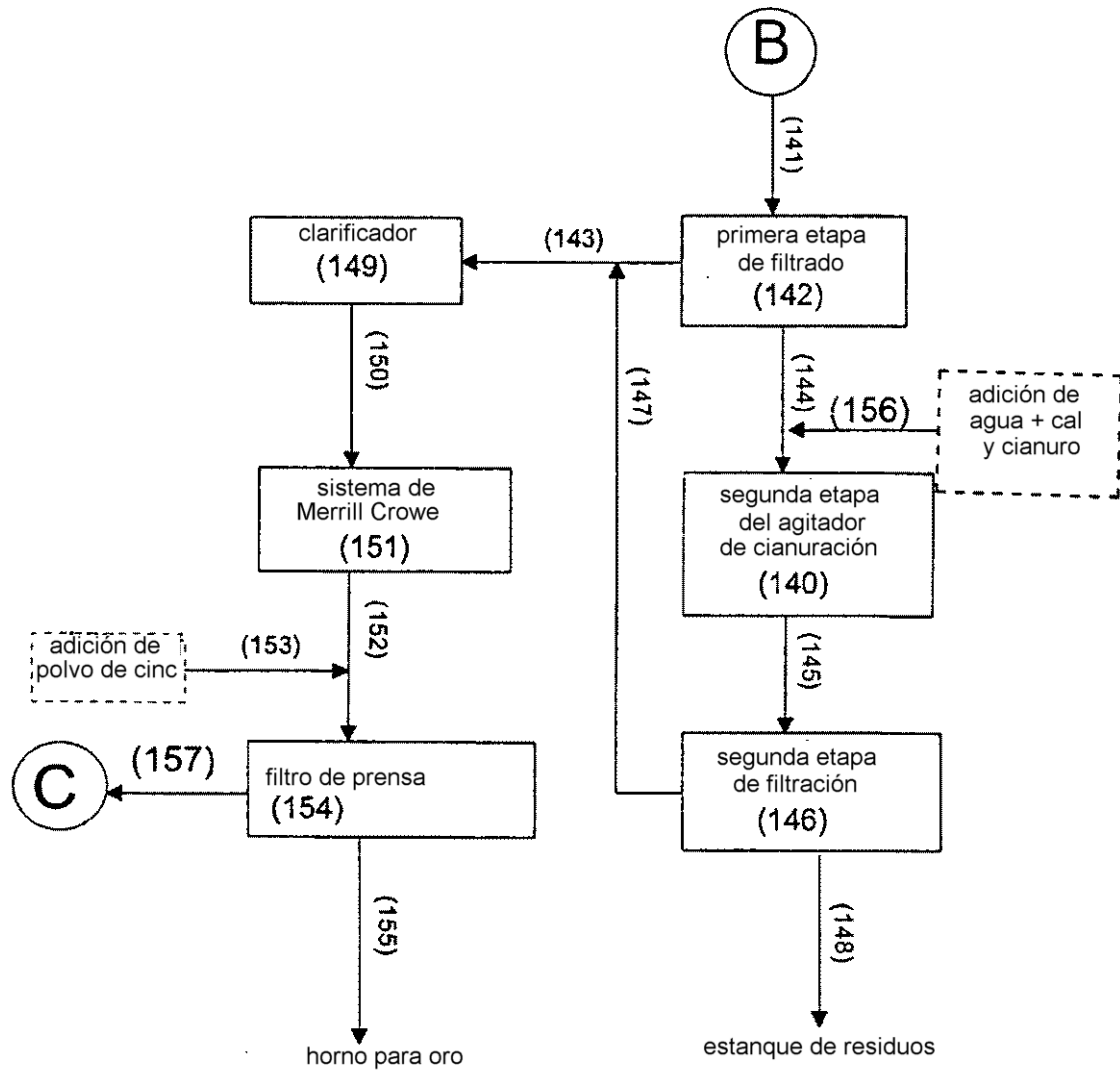 B
(141)
clarificador
(149)
(143)
primera etapa
de filtrado
(142)
(150)
(147)
(144)
(156)
adición de
agua + cal
y cianuro
sistema de
Merrill Crowe
(151)
segunda etapa
del agitador
de cianuración
(140)
(152)
adición de
polvo de cinc
(153)
(145)
C
(157)
filtro de prensa
(154)
segunda etapa
de filtración
(146)
(155)
(148)
horno para oro
estanque de residuos